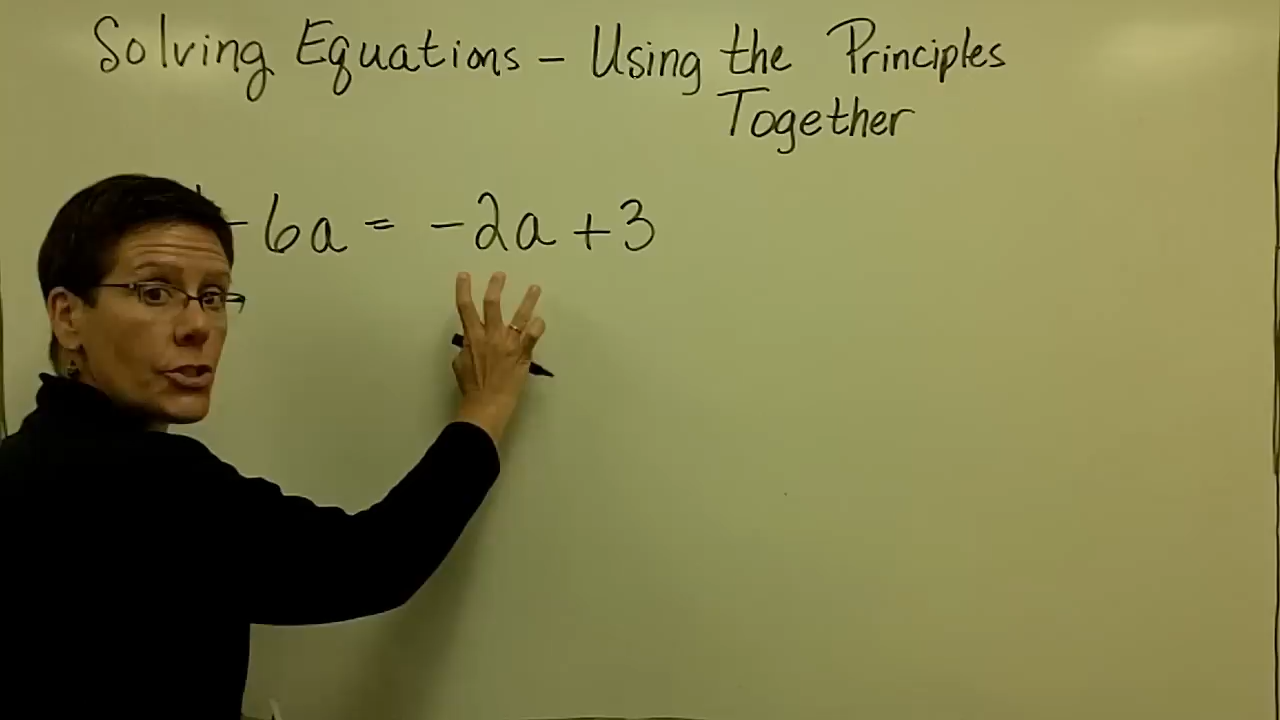 Solving Equations - Using the Principles
Together
- 6a = -2a + 3